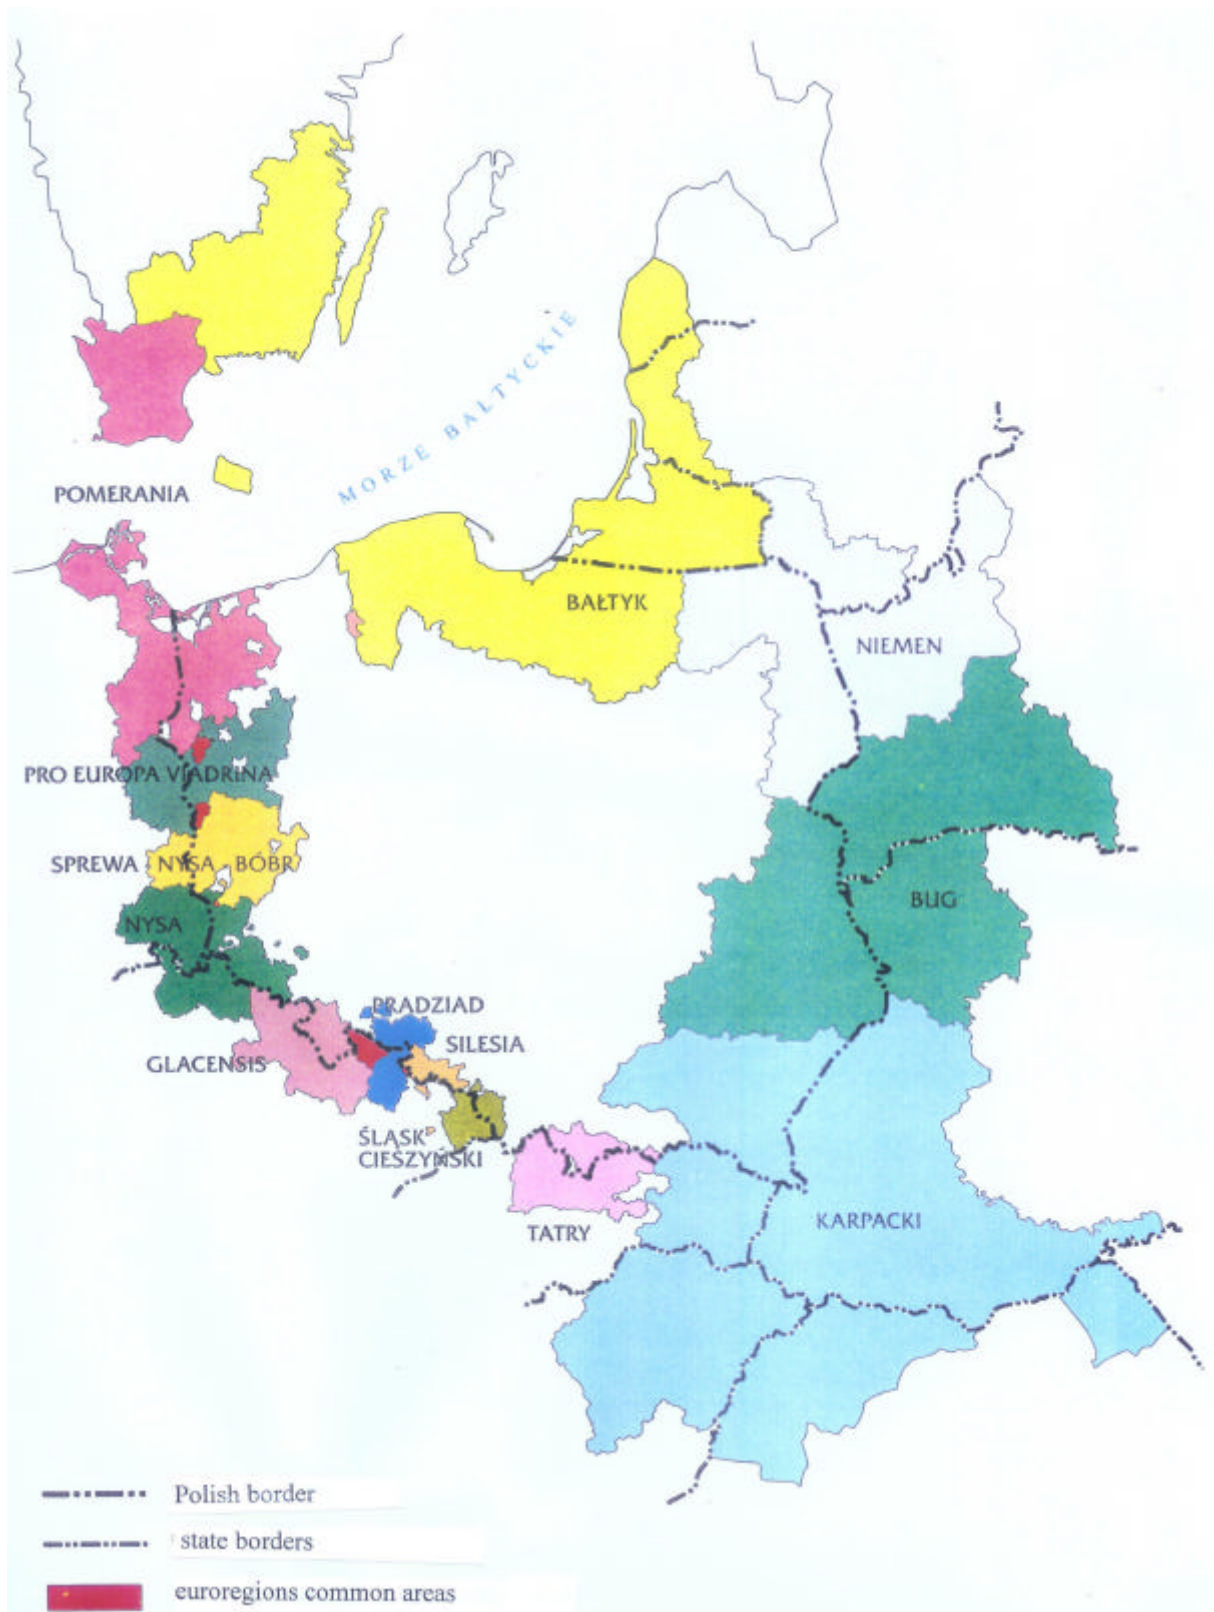 MORZE BAŁTYCKIE
POMERANIA
BAŁTYK
NIEMEN
PRO EUROPA VIADRINA
SPREWA - NYSA - BÓBR
BUG
NYSA
PRADZIAD
SILESIA
GLACENSIS
ŚLĄSK
CIESZYŃSKI
KARPACKI
TATRY
Polish border
state borders
euroregions common areas